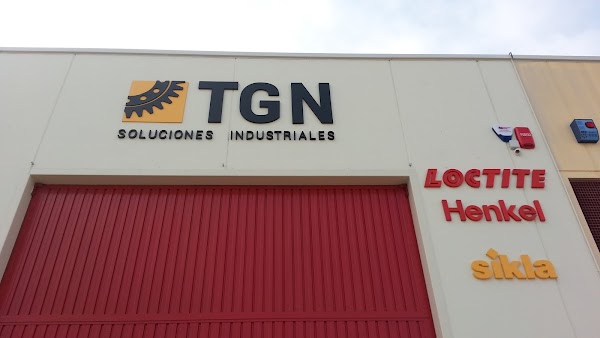 TGN
SOLUCIONES INDUSTRIALES
LOCTITE
Henkel
sikla